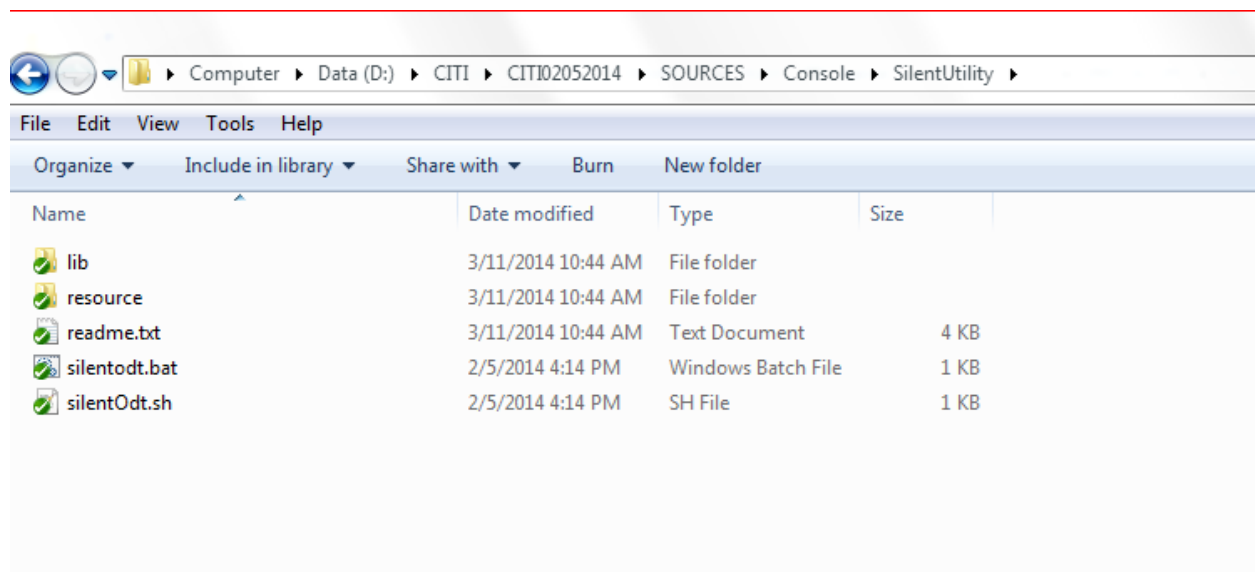 Computer Data (D:) CITI CITI02052014 SOURCES Console SilentUtility
File Edit View Tools Help
Organize Include in library Share with Burn New folder
Name Date modified Type Size
lib 3/11/2014 10:44 AM File folder
resource 3/11/2014 10:44 AM File folder
readme.txt 3/11/2014 10:44 AM Text Document 4 KB
silentodt.bat 2/5/2014 4:14 PM Windows Batch File 1 KB
silentOdt.sh 2/5/2014 4:14 PM SH File 1 KB